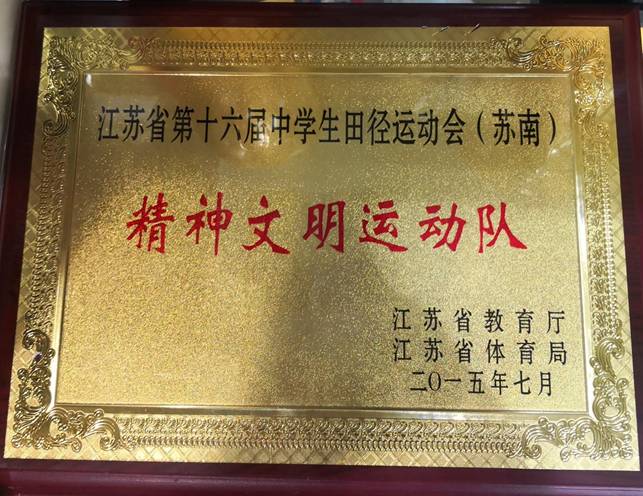 江苏省第十六届中学生田径运动会（苏南）
精神文明运动队
江苏省教育厅
江苏省体育局
二〇一五年七月